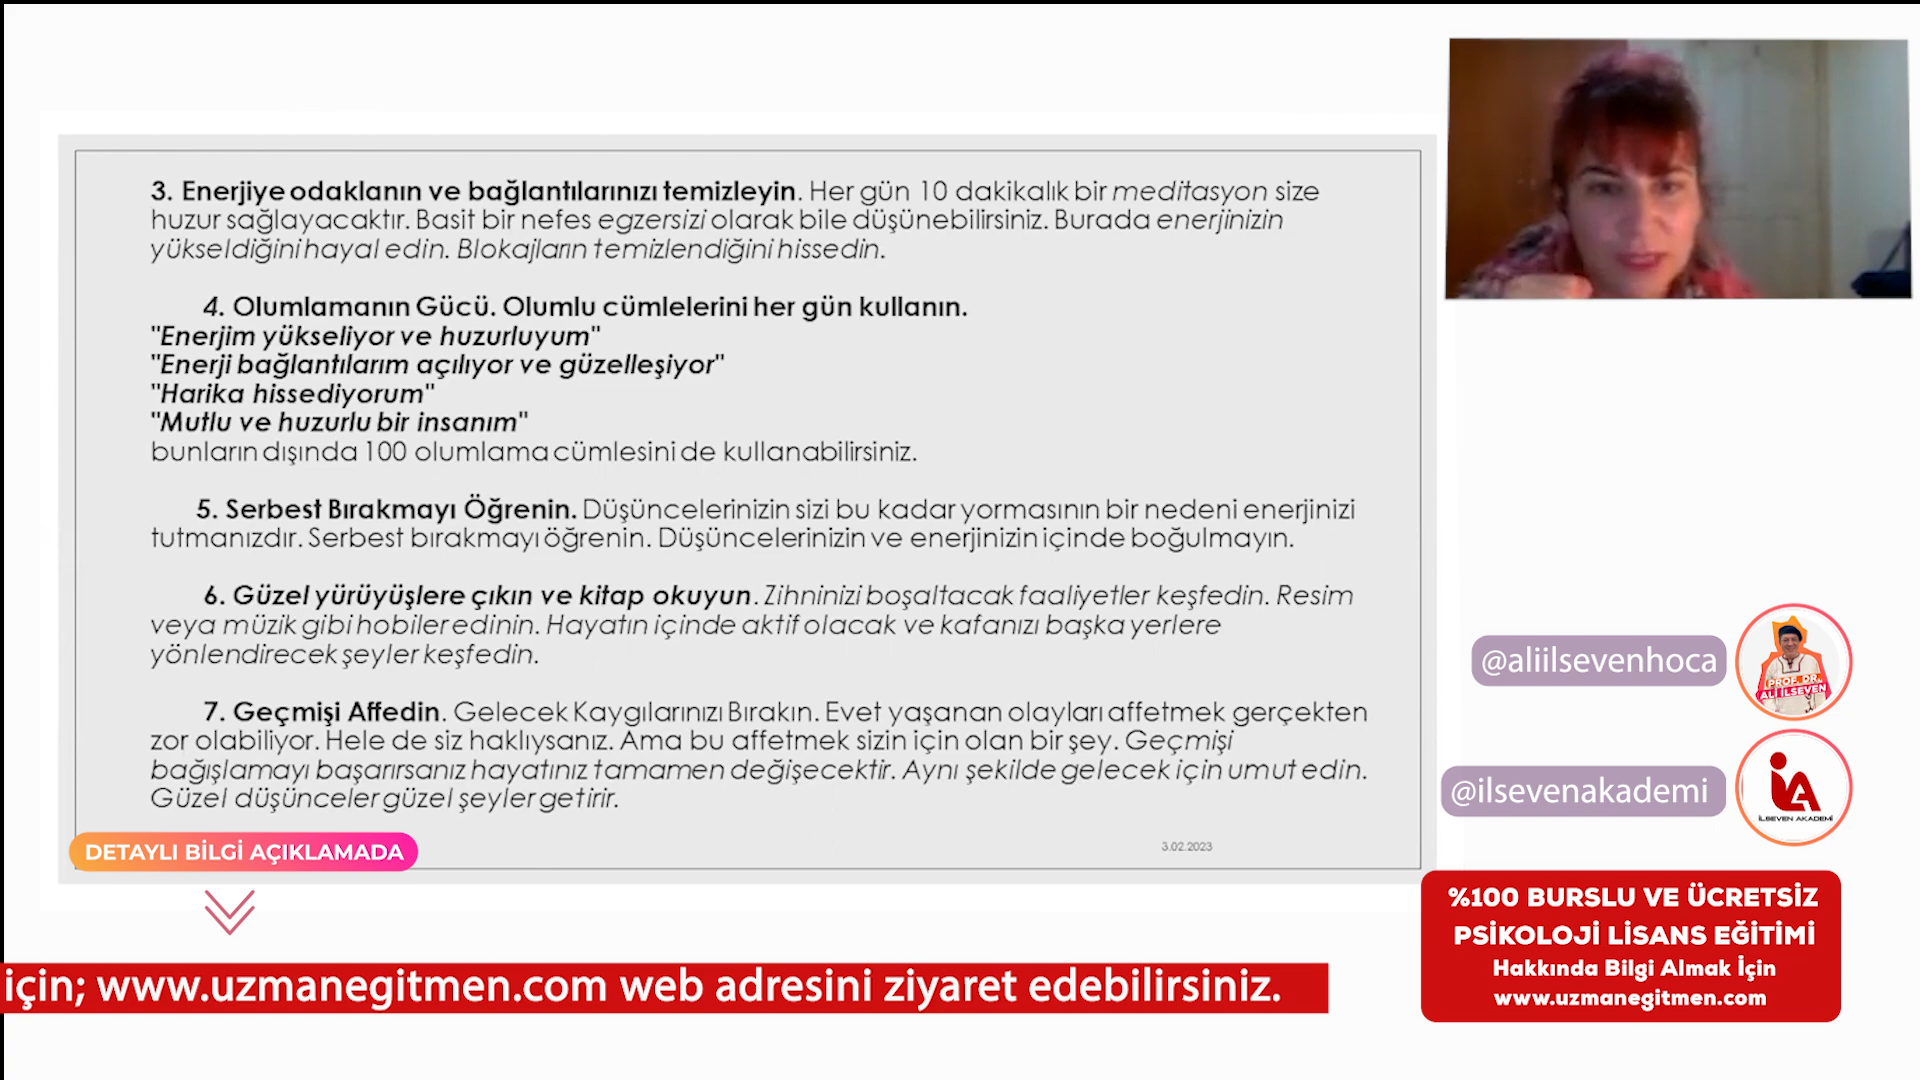 3. Enerjiye odaklanın ve bağlantılarınızı temizleyin. Her gün 10 dakikalık bir meditasyon size
huzur sağlayacaktır. Basit bir nefes egzersizi olarak bile düşünebilirsiniz. Burada enerjinizin
yükseldiğini hayal edin. Blokajların temizlendiğini hissedin.
4. Olumlamanın Gücü. Olumlu cümlelerini her gün kullanın.
"Enerjim yükseliyor ve huzurluyum"
"Enerji bağlantılarım açılıyor ve güzelleşiyor"
"Harika hissediyorum"
"Mutlu ve huzurlu bir insanım"
bunların dışında 100 olumlama cümlesini de kullanabilirsiniz.
5. Serbest Bırakmayı Öğrenin. Düşüncelerinizin sizi bu kadar yormasının bir nedeni enerjinizi
tutmanızdır. Serbest bırakmayı öğrenin. Düşüncelerinizin ve enerjinizin içinde boğulmayın.
6. Güzel yürüyüşlere çıkın ve kitap okuyun. Zihninizi boşaltacak faaliyetler keşfedin. Resim
veya müzik gibi hobiler edinin. Hayatın içinde aktif olacak ve kafanızı başka yerlere
yönlendirecek şeyler keşfedin.
7. Geçmişi Affedin. Gelecek Kaygılarınızı Bırakın. Evet yaşanan olayları affetmek gerçekten
zor olabiliyor. Hele de siz haklıysanız. Ama bu affetmek sizin için olan bir şey. Geçmişi
bağışlamayı başarırsanız hayatınız tamamen değişecektir. Aynı şekilde gelecek için umut edin.
Güzel düşünceler güzel şeyler getirir.
3.02.2023
DETAYLI BİLGİ AÇIKLAMADA
@aliilsevenhoca
PROF. DR.
ALİ İLSEVEN
@ilsevenakademi
İLSEVEN AKADEMİ
%100 BURSLU VE ÜCRETSİZ
PSİKOLOJİ LİSANS EĞİTİMİ
Hakkında Bilgi Almak İçin
www.uzmanegitmen.com
için; www.uzmanegitmen.com web adresini ziyaret edebilirsiniz.